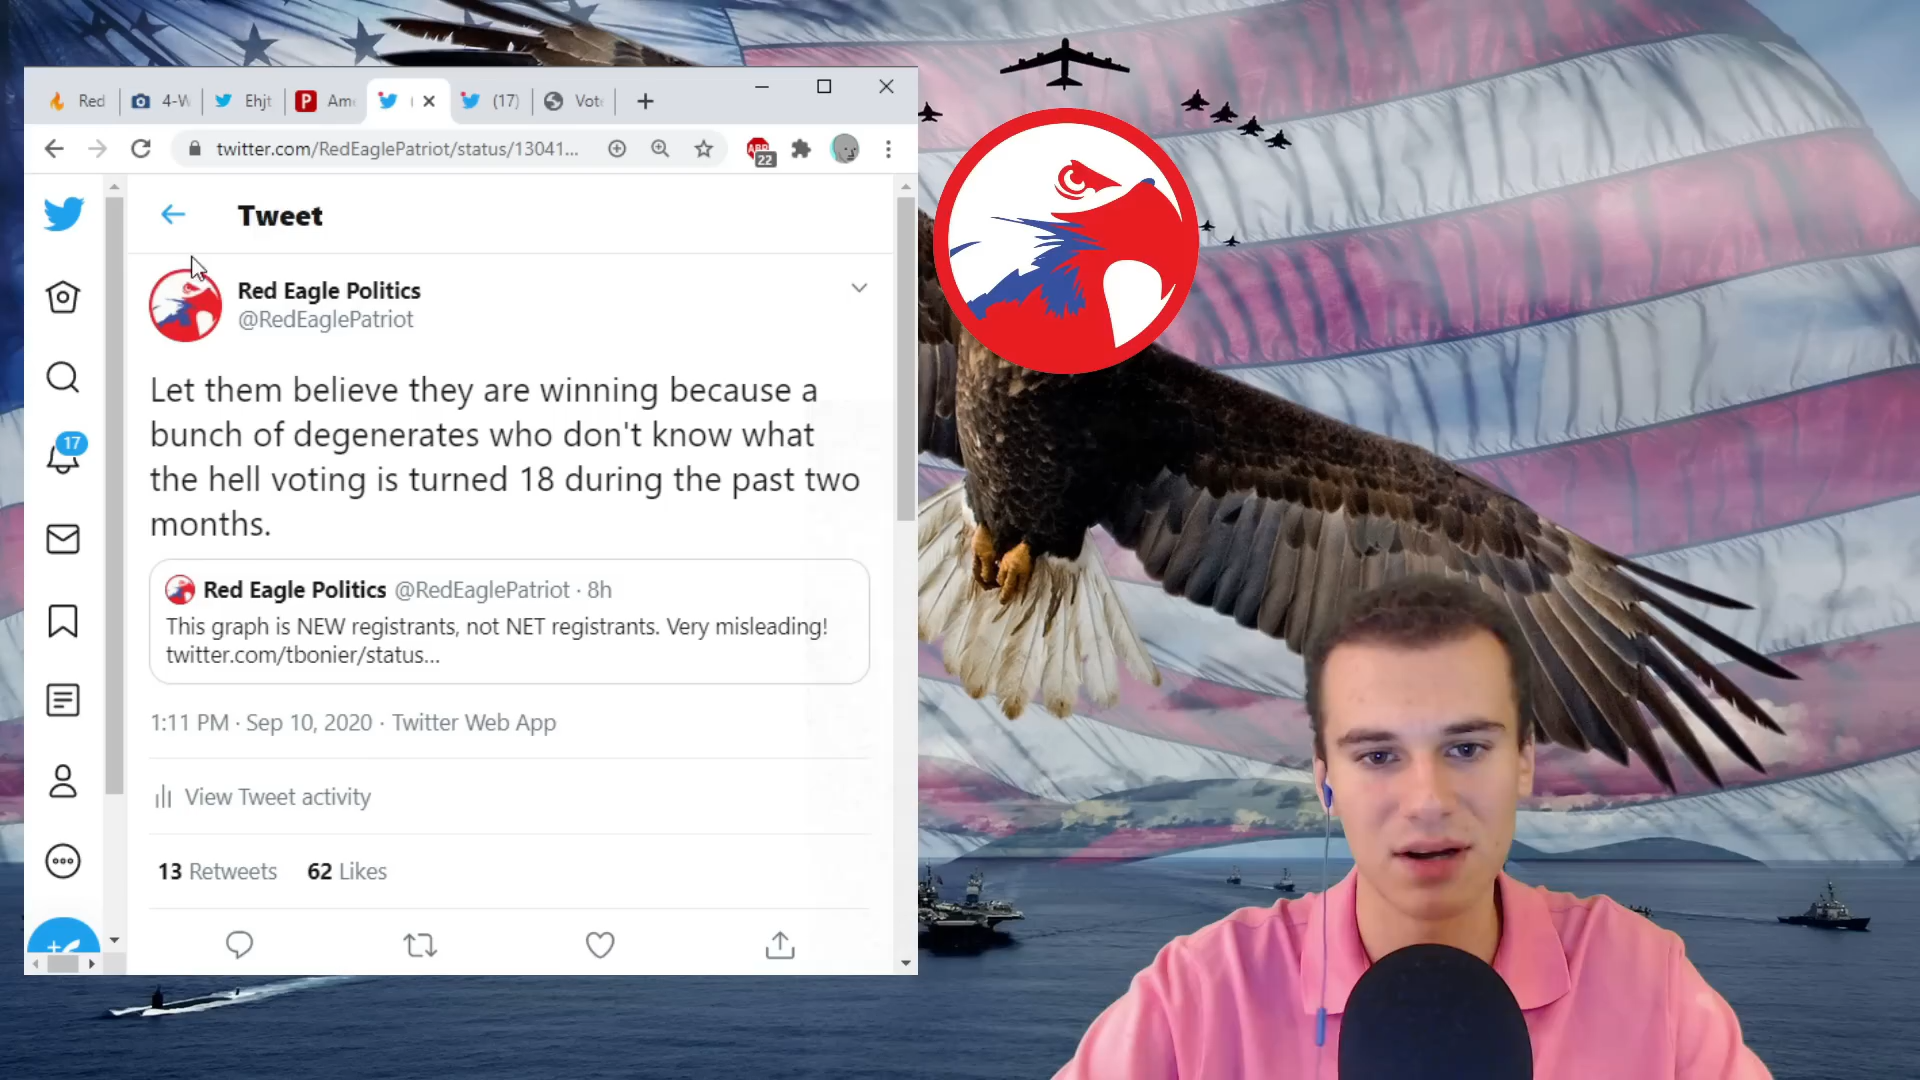 Red
4-W
Ehjt
Am
(17)
Vot
twitter.com/RedEaglePatriot/status/13041...
ABP
22
Tweet
Red Eagle Politics
@RedEaglePatriot
17
Let them believe they are winning because a
bunch of degenerates who don't know what
the hell voting is turned 18 during the past two
months.
Red Eagle Politics @RedEaglePatriot · 8h
This graph is NEW registrants, not NET registrants. Very misleading!
twitter.com/tbonier/status...
1:11 PM · Sep 10, 2020 · Twitter Web App
View Tweet activity
13 Retweets 62 Likes